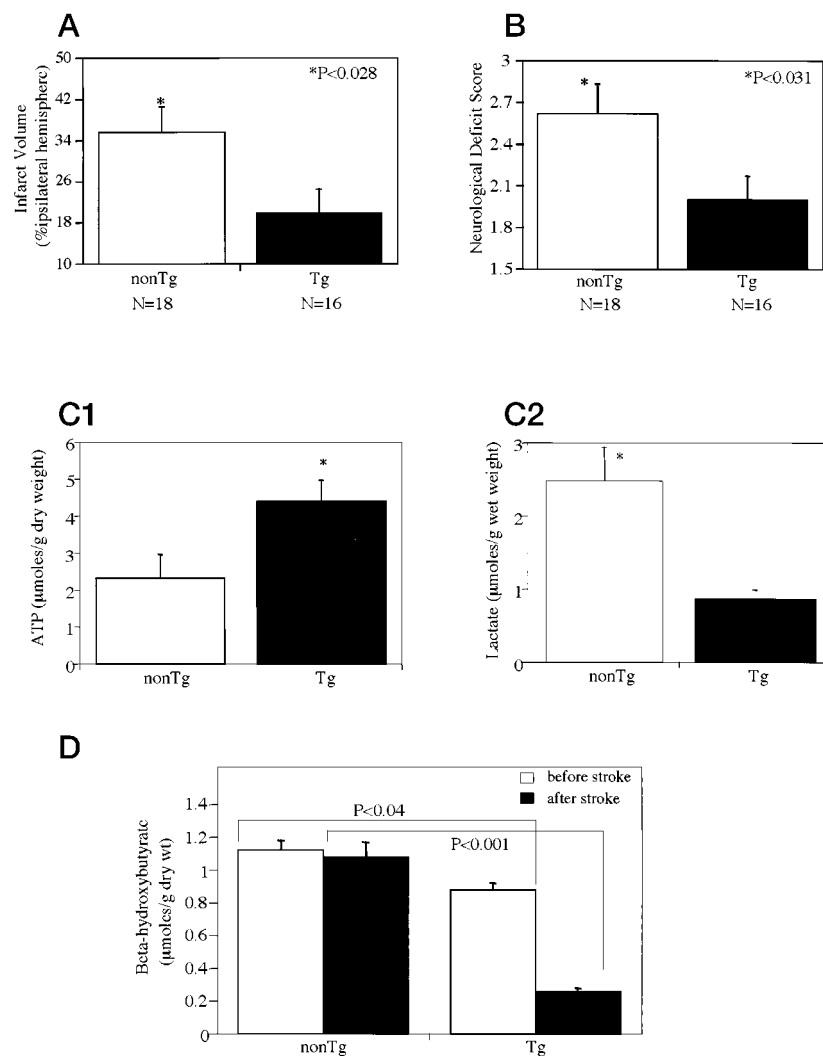 A
Infarct Volume
(%ipsilateral hemisphere)
50
42
34
26
18
10
*P<0.028
*
nonTg
Tg
N=18
N=16
B
Neurological Deficit Score
3
2.7
2.4
2.1
1.8
1.5
*P<0.031
*
nonTg
Tg
N=18
N=16
C1
ATP (μmoles/g dry weight)
6
5
4
3
2
1
0
*
nonTg
Tg
C2
Lactate (μmoles/g wet weight)
3
2
1
0
*
nonTg
Tg
D
Beta-hydroxybutyrate
(μmoles/g dry wt)
1.4
1.2
1
0.8
0.6
0.4
0.2
0
before stroke
after stroke
P<0.04
P<0.001
nonTg
Tg